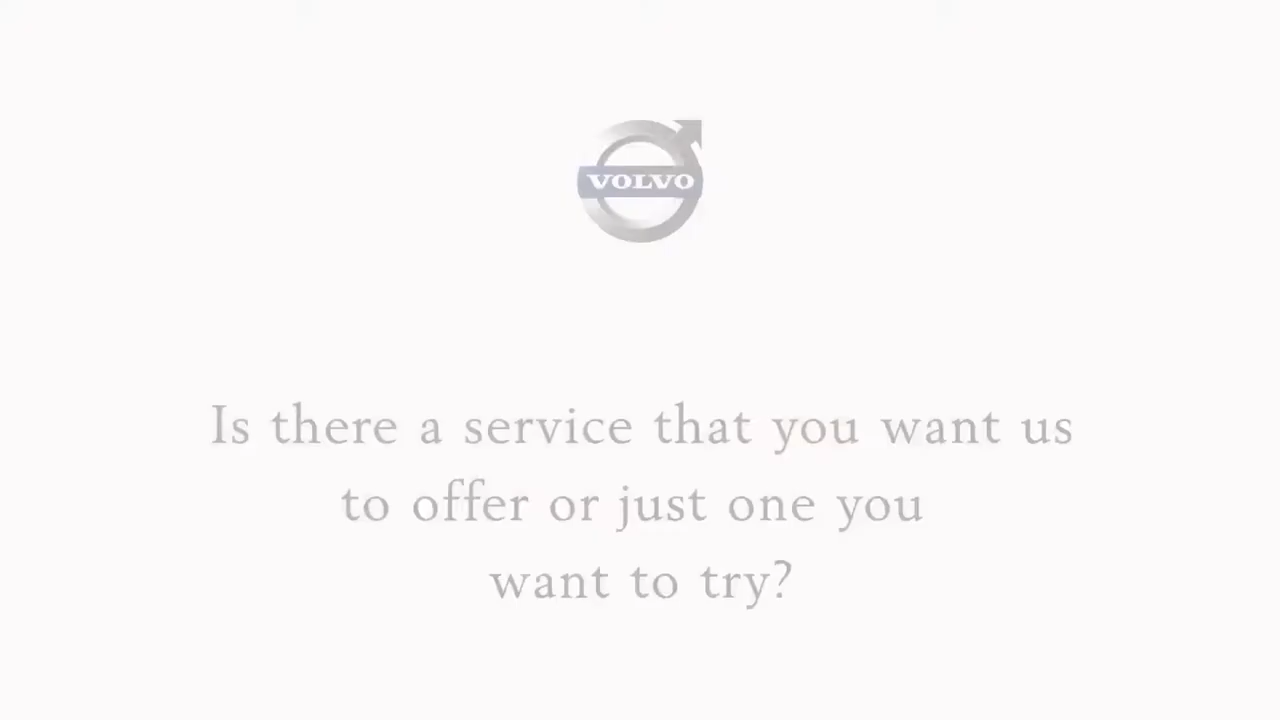 VOLVO
Is there a service that you want us
to offer or just one you
want to try?